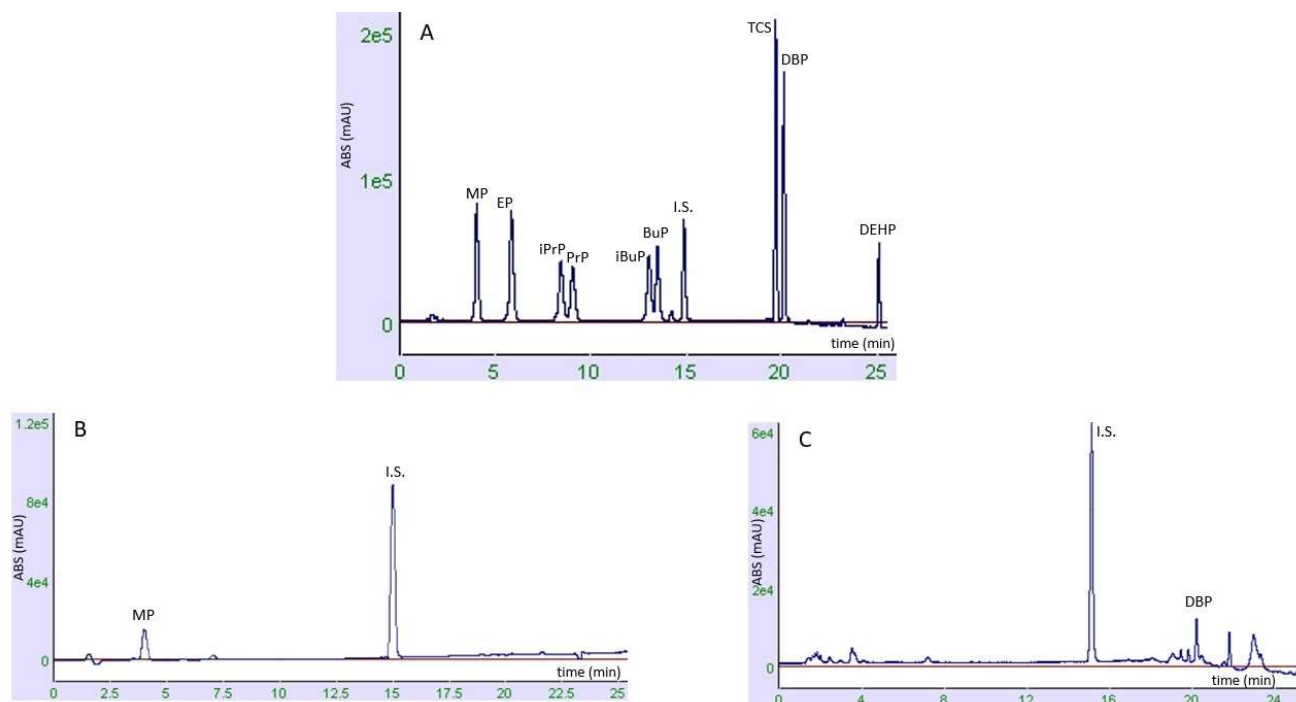 A
2e5
1e5
0
ABS (mAU)
MP
EP
iPrP
PrP
iBuP
BuP
I.S.
TCS
DBP
DEHP
time (min)
0 5 10 15 20 25
B
1.2e5
8e4
4e4
0
ABS (mAU)
MP
I.S.
time (min)
0 2.5 5 7.5 10 12.5 15 17.5 20 22.5 25
C
6e4
4e4
2e4
0
ABS (mAU)
I.S.
DBP
time (min)
0 4 8 12 16 20 24